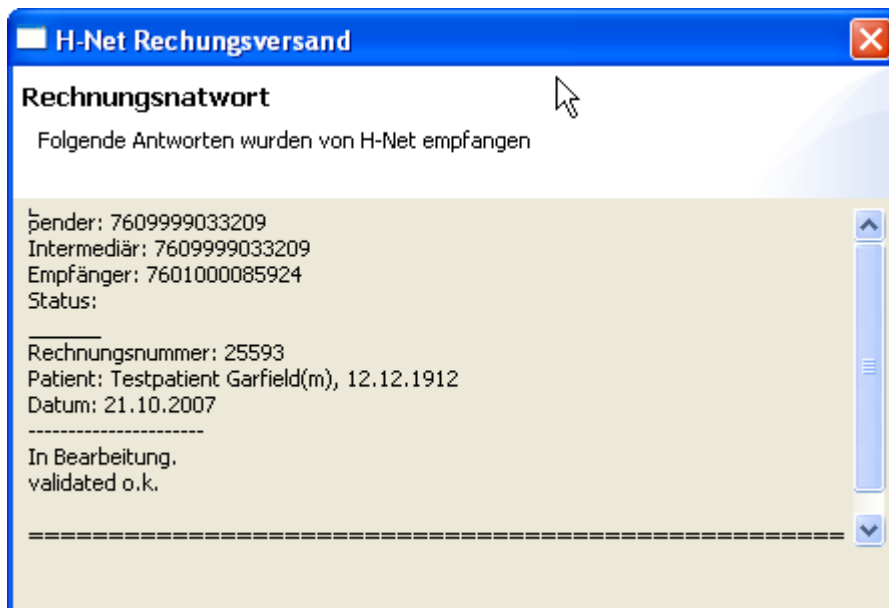 H-Net Rechungsversand
Rechnungsnatwort
Folgende Antworten wurden von H-Net empfangen
Sender: 7609999033209
Intermediär: 7609999033209
Empfänger: 7601000085924
Status:
______
Rechnungsnummer: 25593
Patient: Testpatient Garfield(m), 12.12.1912
Datum: 21.10.2007
----------------------
In Bearbeitung.
validated o.k.
===================================================